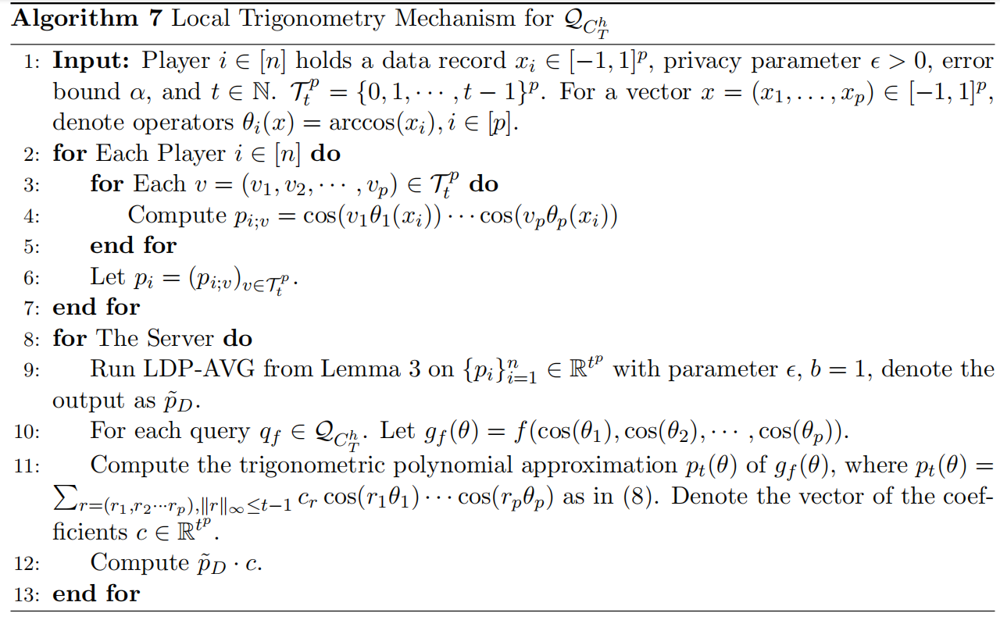 Algorithm 7 Local Trigonometry Mechanism for $\mathcal{Q}_{C_T^h}$
1: Input: Player $i \in [n]$ holds a data record $x_i \in [-1, 1]^p$, privacy parameter $\epsilon > 0$, error
bound $\alpha$, and $t \in \mathbb{N}$. $\mathcal{T}_t^p = \{0, 1, \cdots, t-1\}^p$. For a vector $x = (x_1, \ldots, x_p) \in [-1, 1]^p$,
denote operators $\theta_i(x) = \arccos(x_i), i \in [p]$.
2: for Each Player $i \in [n]$ do
3: for Each $v = (v_1, v_2, \cdots, v_p) \in \mathcal{T}_t^p$ do
4: Compute $p_{i;v} = \cos(v_1\theta_1(x_i)) \cdots \cos(v_p\theta_p(x_i))$
5: end for
6: Let $p_i = (p_{i;v})_{v \in \mathcal{T}_t^p}$.
7: end for
8: for The Server do
9: Run LDP-AVG from Lemma 3 on $\{p_i\}_{i=1}^n \in \mathbb{R}^{t^p}$ with parameter $\epsilon$, $b = 1$, denote the
output as $\tilde{p}_D$.
10: For each query $q_f \in \mathcal{Q}_{C_T^h}$. Let $g_f(\theta) = f(\cos(\theta_1), \cos(\theta_2), \cdots, \cos(\theta_p))$.
11: Compute the trigonometric polynomial approximation $p_t(\theta)$ of $g_f(\theta)$, where $p_t(\theta) =$
$\sum_{r=(r_1,r_2\cdots r_p),\|r\|_\infty \leq t-1} c_r \cos(r_1\theta_1) \cdots \cos(r_p\theta_p)$ as in (8). Denote the vector of the coef-
ficients $c \in \mathbb{R}^{t^p}$.
12: Compute $\tilde{p}_D \cdot c$.
13: end for